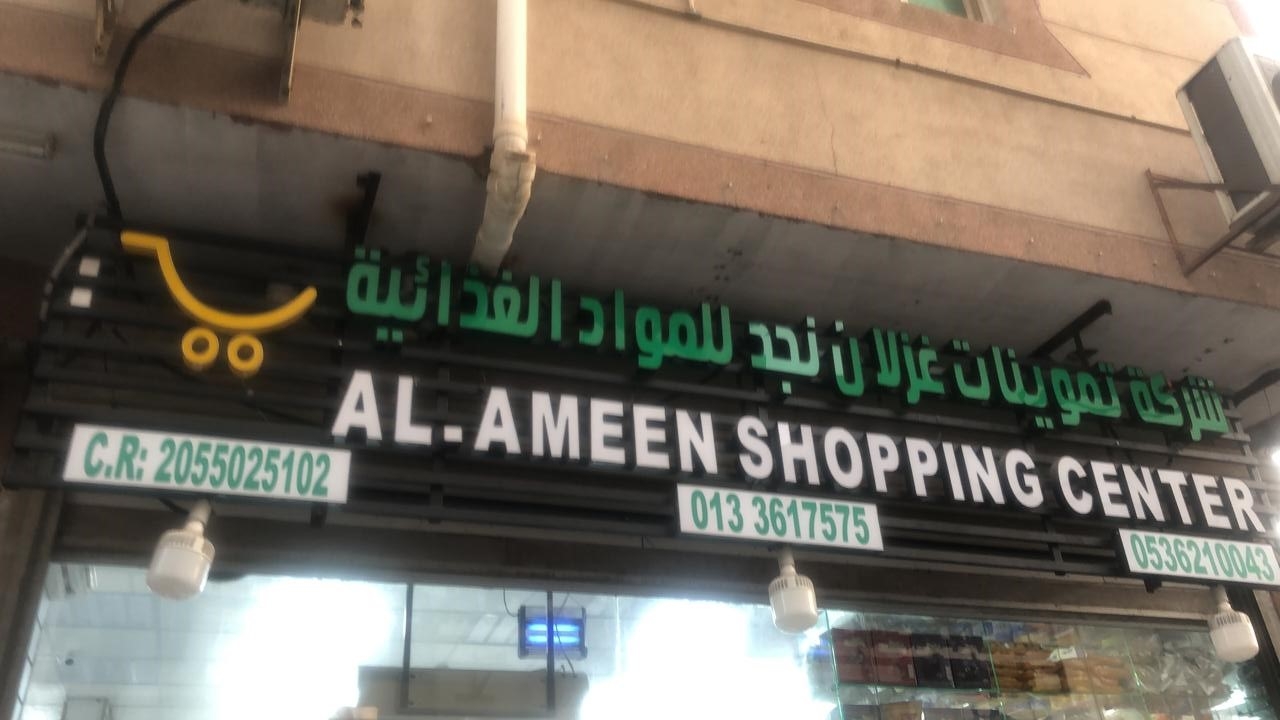 شركة تموينات غزلان نجد للمواد الغذائية
AL-AMEEN SHOPPING CENTER
C.R: 2055025102
013 3617575
0536210043